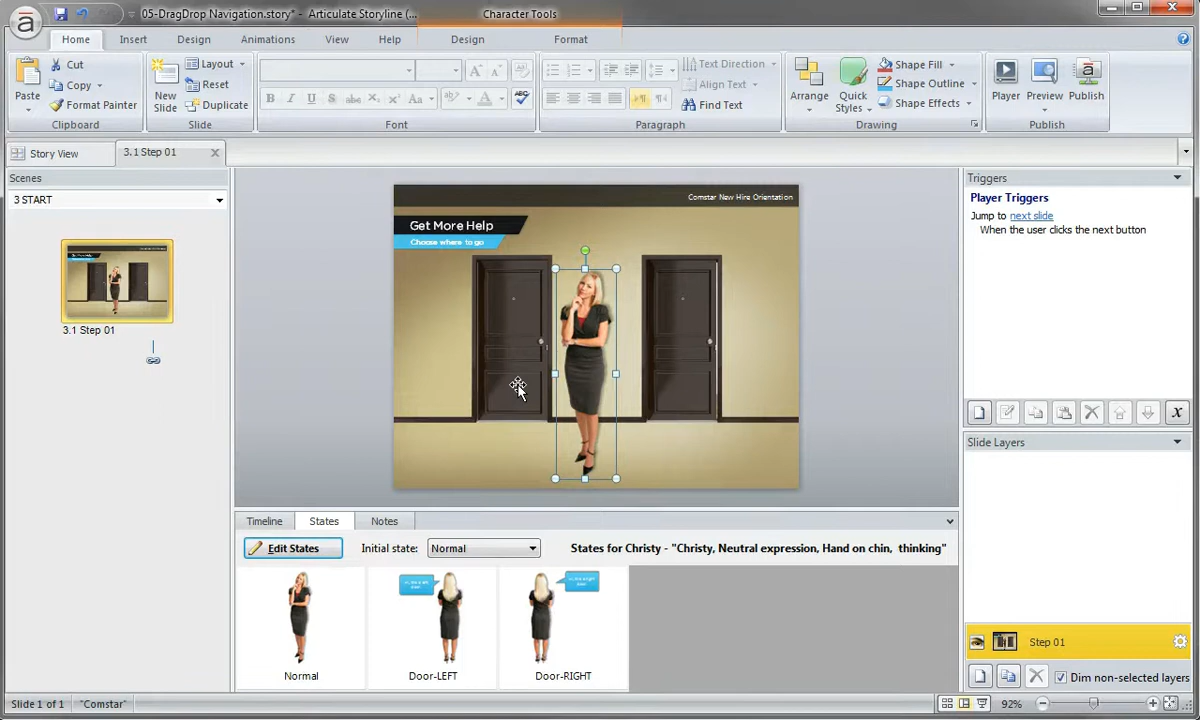 05-DragDrop Navigation.story* - Articulate Storyline (...
Character Tools
Home
Insert
Design
Animations
View
Help
Design
Format
Paste
Cut
Copy
Format Painter
Clipboard
New Slide
Layout
Reset
Duplicate
Slide
Font
Text Direction
Align Text
Find Text
Paragraph
Arrange
Quick Styles
Shape Fill
Shape Outline
Shape Effects
Drawing
Player
Preview
Publish
Publish
Story View
3.1 Step 01
Scenes
3 START
3.1 Step 01
Comstar New Hire Orientation
Get More Help
Choose where to go
Triggers
Player Triggers
Jump to next slide
When the user clicks the next button
Slide Layers
Step 01
Dim non-selected layers
Timeline
States
Notes
Edit States
Initial state:
Normal
States for Christy - "Christy, Neutral expression, Hand on chin,  thinking"
Normal
Door-LEFT
Door-RIGHT
Slide 1 of 1
"Comstar"
92%